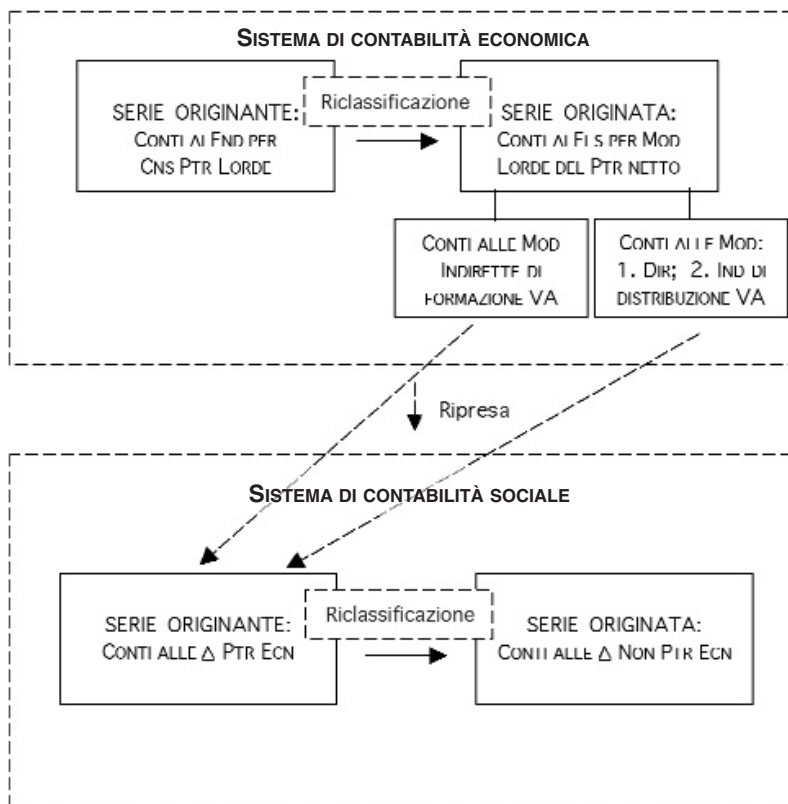 SISTEMA DI CONTABILITÀ ECONOMICA
Riclassificazione
SERIE ORIGINANTE:
CONTI AI FND PER
CNS PTR LORDE
SERIE ORIGINATA:
CONTI AI FLS PER MOD
LORDE DEL PTR NETTO
CONTI ALLE MOD
INDIRETTE DI
FORMAZIONE VA
CONTI ALLE MOD:
1. DIR; 2. IND DI
DISTRIBUZIONE VA
Ripresa
SISTEMA DI CONTABILITÀ SOCIALE
Riclassificazione
SERIE ORIGINANTE:
CONTI ALLE Δ PTR ECN
SERIE ORIGINATA:
CONTI ALLE Δ NON PTR ECN